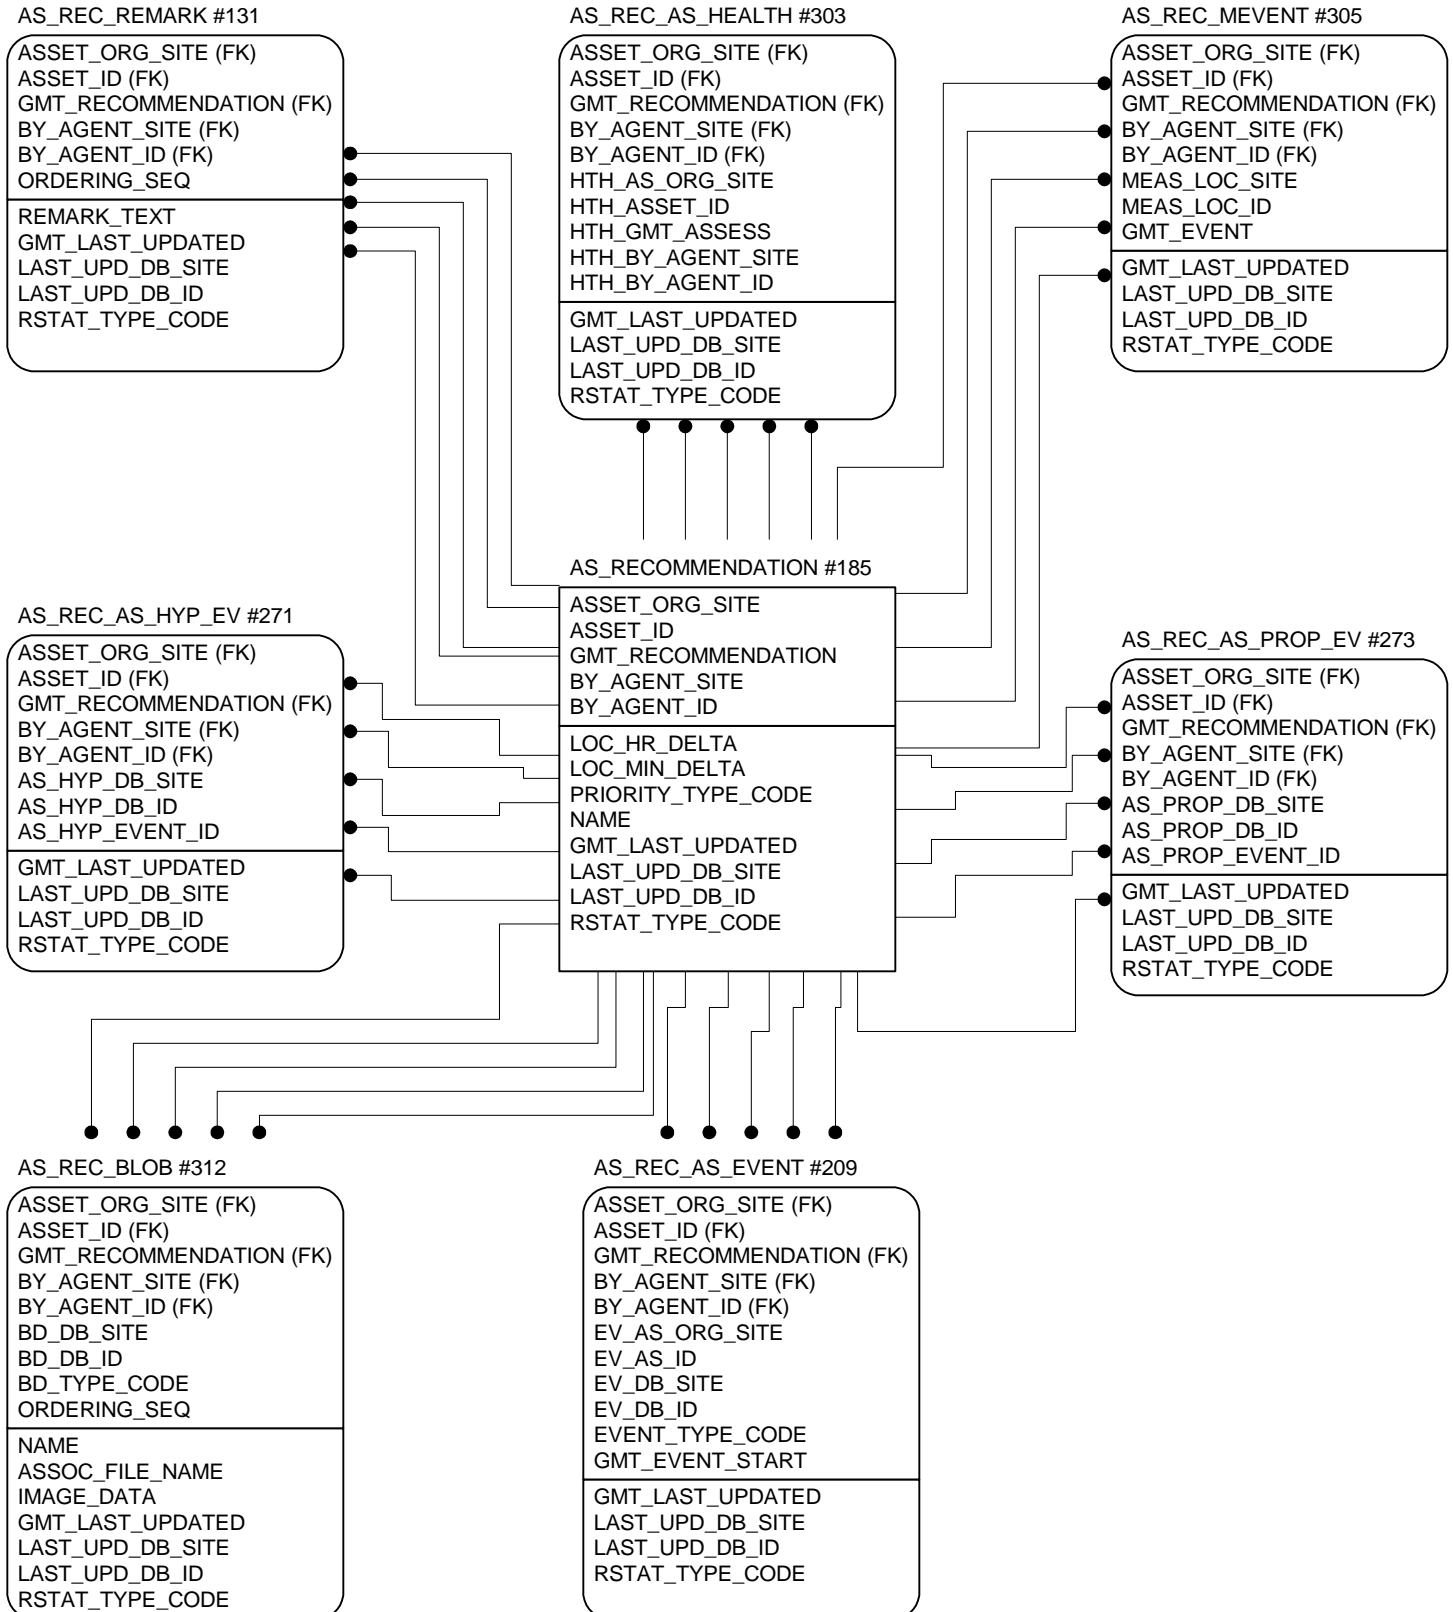 AS_REC_REMARK #131
ASSET_ORG_SITE (FK)
ASSET_ID (FK)
GMT_RECOMMENDATION (FK)
BY_AGENT_SITE (FK)
BY_AGENT_ID (FK)
ORDERING_SEQ
REMARK_TEXT
GMT_LAST_UPDATED
LAST_UPD_DB_SITE
LAST_UPD_DB_ID
RSTAT_TYPE_CODE
AS_REC_AS_HEALTH #303
ASSET_ORG_SITE (FK)
ASSET_ID (FK)
GMT_RECOMMENDATION (FK)
BY_AGENT_SITE (FK)
BY_AGENT_ID (FK)
HTH_AS_ORG_SITE
HTH_ASSET_ID
HTH_GMT_ASSESS
HTH_BY_AGENT_SITE
HTH_BY_AGENT_ID
GMT_LAST_UPDATED
LAST_UPD_DB_SITE
LAST_UPD_DB_ID
RSTAT_TYPE_CODE
AS_REC_MEVENT #305
ASSET_ORG_SITE (FK)
ASSET_ID (FK)
GMT_RECOMMENDATION (FK)
BY_AGENT_SITE (FK)
BY_AGENT_ID (FK)
MEAS_LOC_SITE
MEAS_LOC_ID
GMT_EVENT
GMT_LAST_UPDATED
LAST_UPD_DB_SITE
LAST_UPD_DB_ID
RSTAT_TYPE_CODE
AS_REC_AS_HYP_EV #271
ASSET_ORG_SITE (FK)
ASSET_ID (FK)
GMT_RECOMMENDATION (FK)
BY_AGENT_SITE (FK)
BY_AGENT_ID (FK)
AS_HYP_DB_SITE
AS_HYP_DB_ID
AS_HYP_EVENT_ID
GMT_LAST_UPDATED
LAST_UPD_DB_SITE
LAST_UPD_DB_ID
RSTAT_TYPE_CODE
AS_RECOMMENDATION #185
ASSET_ORG_SITE
ASSET_ID
GMT_RECOMMENDATION
BY_AGENT_SITE
BY_AGENT_ID
LOC_HR_DELTA
LOC_MIN_DELTA
PRIORITY_TYPE_CODE
NAME
GMT_LAST_UPDATED
LAST_UPD_DB_SITE
LAST_UPD_DB_ID
RSTAT_TYPE_CODE
AS_REC_AS_PROP_EV #273
ASSET_ORG_SITE (FK)
ASSET_ID (FK)
GMT_RECOMMENDATION (FK)
BY_AGENT_SITE (FK)
BY_AGENT_ID (FK)
AS_PROP_DB_SITE
AS_PROP_DB_ID
AS_PROP_EVENT_ID
GMT_LAST_UPDATED
LAST_UPD_DB_SITE
LAST_UPD_DB_ID
RSTAT_TYPE_CODE
AS_REC_BLOB #312
ASSET_ORG_SITE (FK)
ASSET_ID (FK)
GMT_RECOMMENDATION (FK)
BY_AGENT_SITE (FK)
BY_AGENT_ID (FK)
BD_DB_SITE
BD_DB_ID
BD_TYPE_CODE
ORDERING_SEQ
NAME
ASSOC_FILE_NAME
IMAGE_DATA
GMT_LAST_UPDATED
LAST_UPD_DB_SITE
LAST_UPD_DB_ID
RSTAT_TYPE_CODE
AS_REC_AS_EVENT #209
ASSET_ORG_SITE (FK)
ASSET_ID (FK)
GMT_RECOMMENDATION (FK)
BY_AGENT_SITE (FK)
BY_AGENT_ID (FK)
EV_AS_ORG_SITE
EV_AS_ID
EV_DB_SITE
EV_DB_ID
EVENT_TYPE_CODE
GMT_EVENT_START
GMT_LAST_UPDATED
LAST_UPD_DB_SITE
LAST_UPD_DB_ID
RSTAT_TYPE_CODE